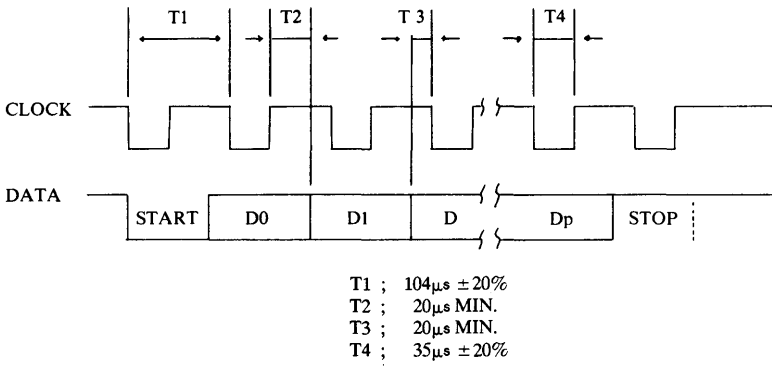 T1 T2 T 3 T4
CLOCK
DATA
START D0 D1 D Dp STOP
T1 ; 104μs ±20%
T2 ; 20μs MIN.
T3 ; 20μs MIN.
T4 ; 35μs ±20%